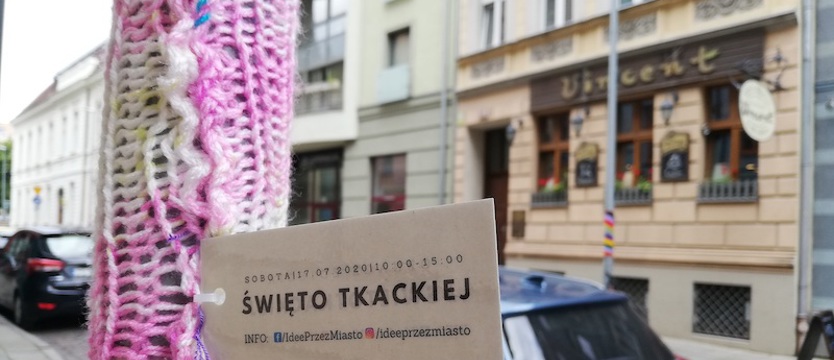 Vincent
SOBOTA|17.07 2020|10:00-15:00
ŚWIĘTO TKACKIEJ
INFO: /IdeePrzezMiasto /ideeprzezmiasto